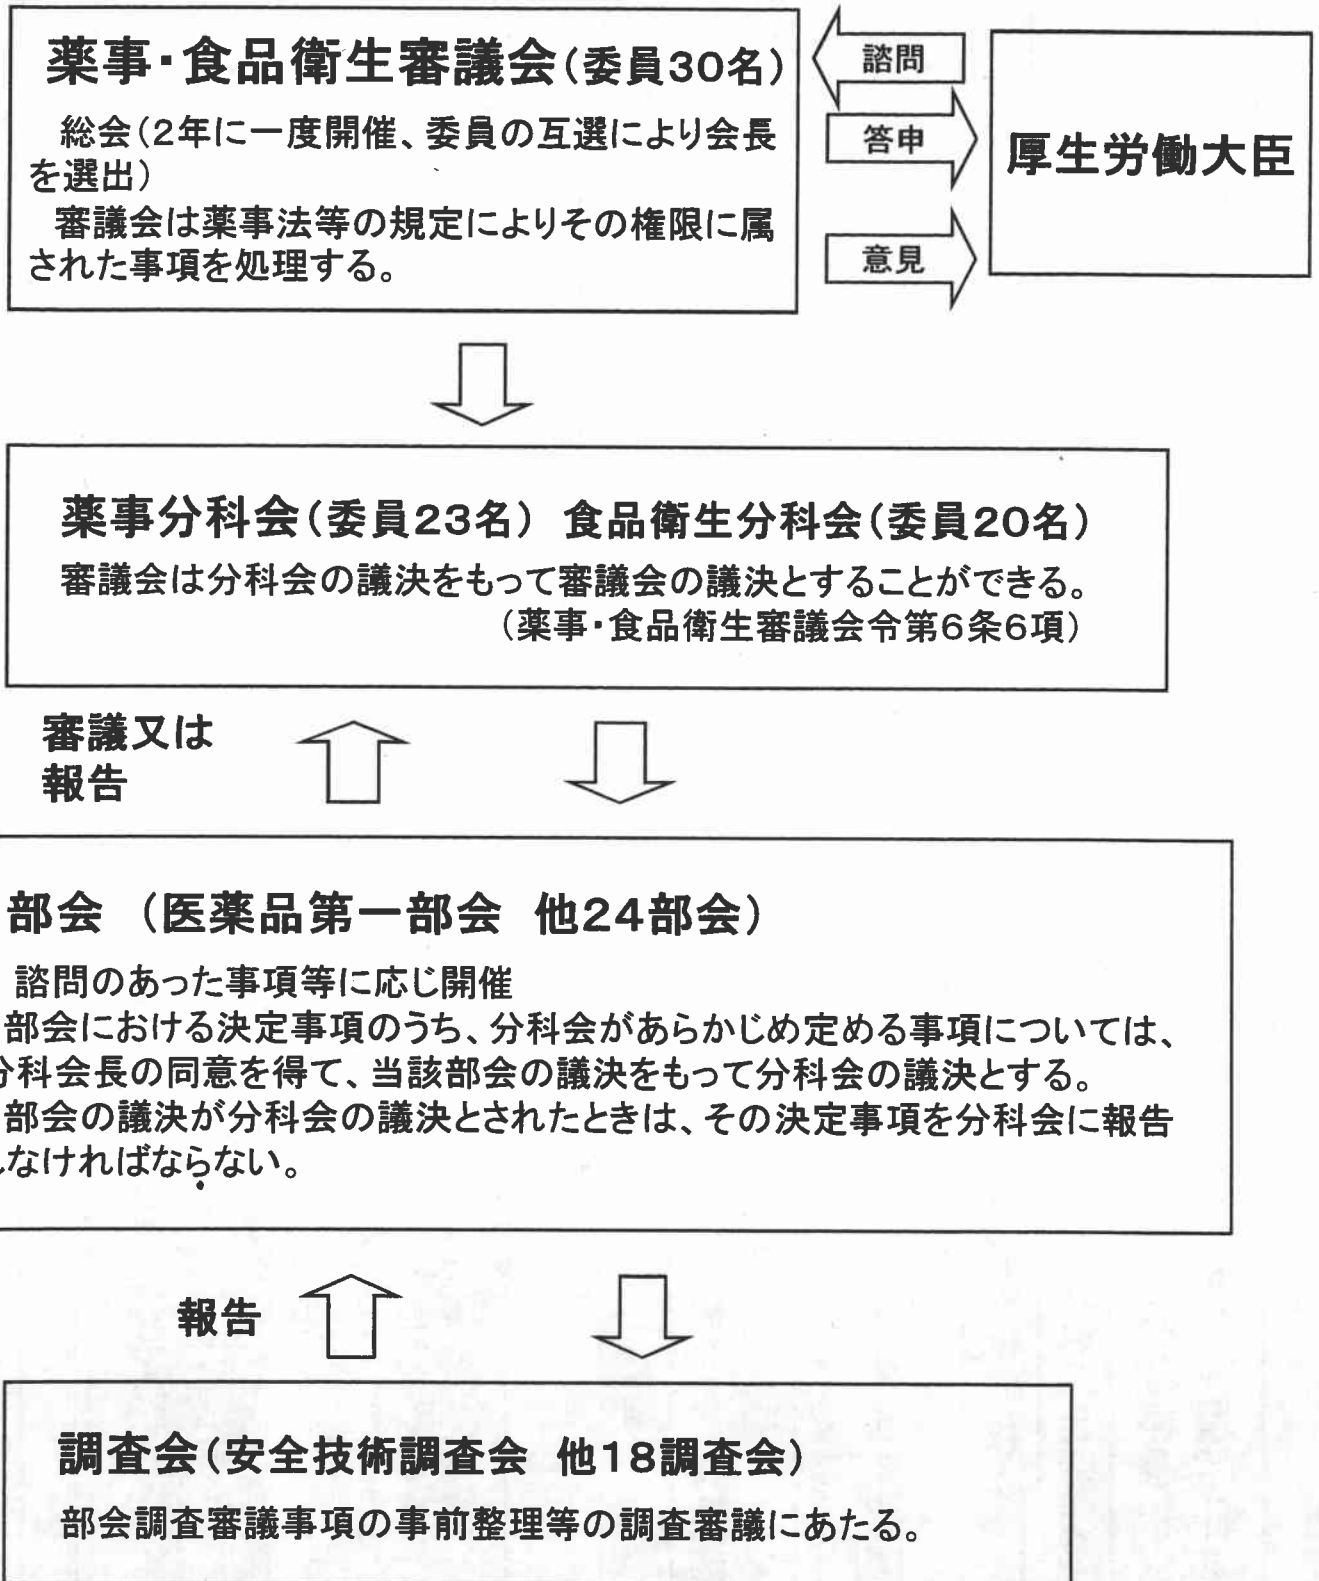 薬事・食品衛生審議会(委員30名)
総会(2年に一度開催、委員の互選により会長
を選出)
審議会は薬事法等の規定によりその権限に属
された事項を処理する。
諮問
答申
意見
厚生労働大臣
薬事分科会(委員23名) 食品衛生分科会(委員20名)
審議会は分科会の議決をもって審議会の議決とすることができる。
(薬事・食品衛生審議会令第6条6項)
審議又は
報告
部会 (医薬品第一部会 他24部会)
諮問のあった事項等に応じ開催
部会における決定事項のうち、分科会があらかじめ定める事項については、
分科会長の同意を得て、当該部会の議決をもって分科会の議決とする。
部会の議決が分科会の議決とされたときは、その決定事項を分科会に報告
しなければならない。
報告
調査会(安全技術調査会 他18調査会)
部会調査審議事項の事前整理等の調査審議にあたる。